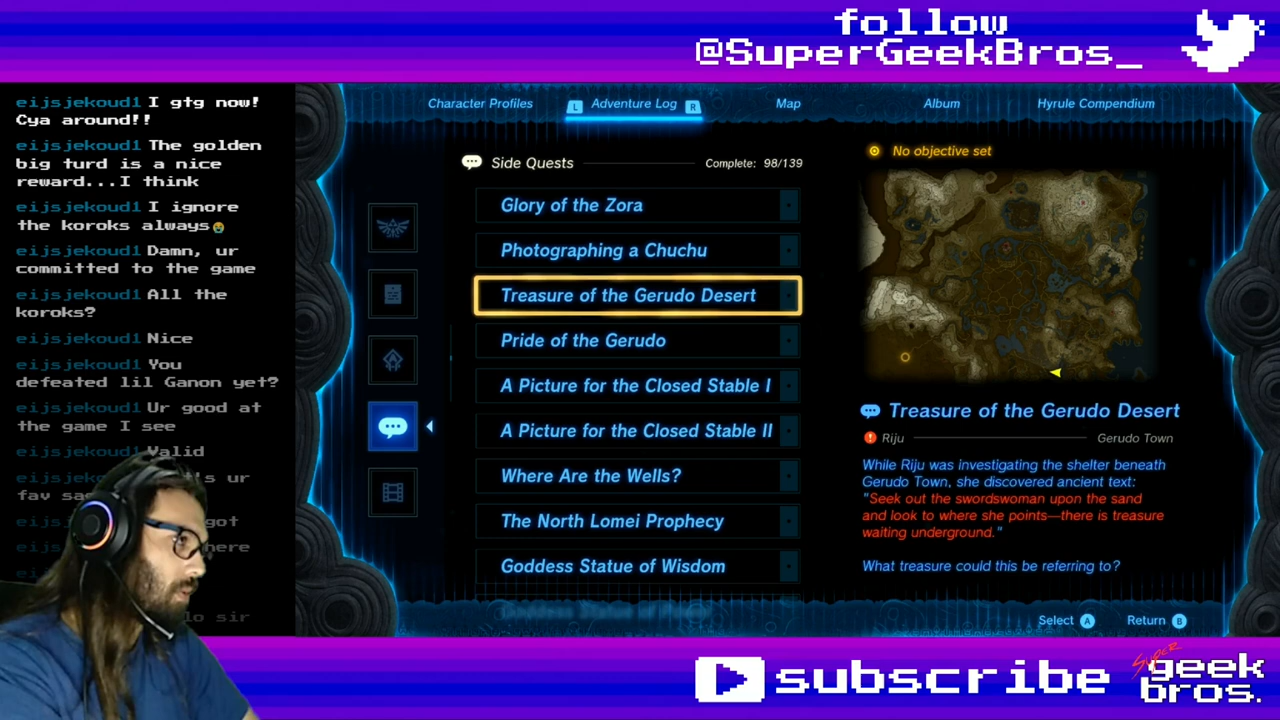 follow
@SuperGeekBros_
eijsjekoud1 I gtg now!
Cya around!!
eijsjekoud1 The golden
big turd is a nice
reward...I think
eijsjekoud1 I ignore
the koroks always😭
eijsjekoud1 Damn, ur
committed to the game
eijsjekoud1 All the
koroks?
eijsjekoud1 Nice
eijsjekoud1 You
defeated lil Ganon yet?
eijsjekoud1 Ur good at
the game I see
eijsjekoud1 Valid
ur
fav
got
here
sir
Character Profiles
L Adventure Log R
Map
Album
Hyrule Compendium
Side Quests
Complete: 98/139
Glory of the Zora
Photographing a Chuchu
Treasure of the Gerudo Desert
Pride of the Gerudo
A Picture for the Closed Stable I
A Picture for the Closed Stable II
Where Are the Wells?
The North Lomei Prophecy
Goddess Statue of Wisdom
No objective set
Treasure of the Gerudo Desert
Riju
Gerudo Town
While Riju was investigating the shelter beneath
Gerudo Town, she discovered ancient text:
"Seek out the swordswoman upon the sand
and look to where she points—there is treasure
waiting underground."
What treasure could this be referring to?
Select A
Return B
subscribe
Super
geek
bros.